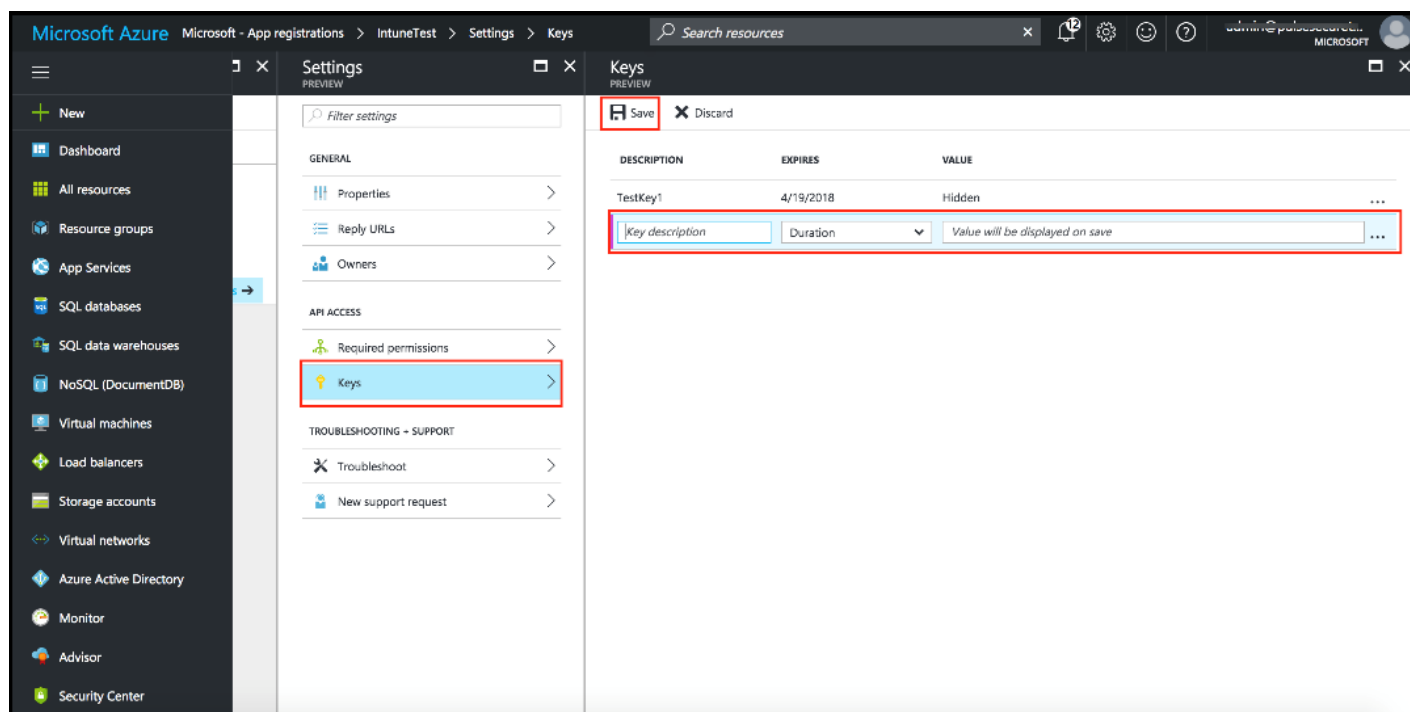 Microsoft Azure Microsoft - App registrations > IntuneTest > Settings > Keys
Search resources
12
MICROSOFT
New
Dashboard
All resources
Resource groups
App Services
SQL databases
SQL data warehouses
NoSQL (DocumentDB)
Virtual machines
Load balancers
Storage accounts
Virtual networks
Azure Active Directory
Monitor
Advisor
Security Center
Settings
PREVIEW
Filter settings
GENERAL
Properties
Reply URLs
Owners
API ACCESS
Required permissions
Keys
TROUBLESHOOTING + SUPPORT
Troubleshoot
New support request
Keys
PREVIEW
Save Discard
DESCRIPTION EXPIRES VALUE
TestKey1 4/19/2018 Hidden ...
Key description Duration Value will be displayed on save ...